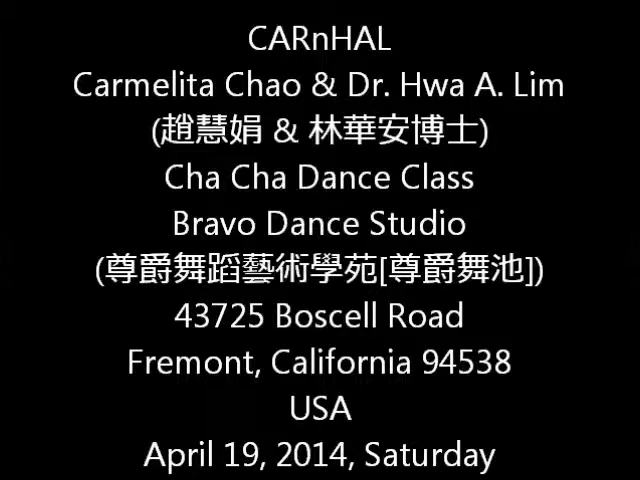 CARnHAL
Carmelita Chao & Dr. Hwa A. Lim
(趙慧娟 & 林華安博士)
Cha Cha Dance Class
Bravo Dance Studio
(尊爵舞蹈藝術學苑[尊爵舞池])
43725 Boscell Road
Fremont, California 94538
USA
April 19, 2014, Saturday